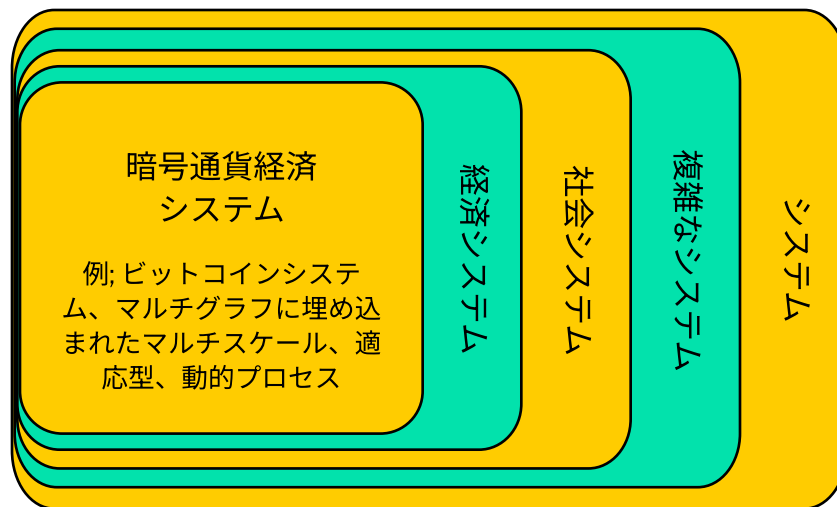 暗号通貨経済
システム
例; ビットコインシステ
ム、マルチグラフに埋め込
まれたマルチスケール、適
応型、動的プロセス
経済システム
社会システム
複雑なシステム
システム